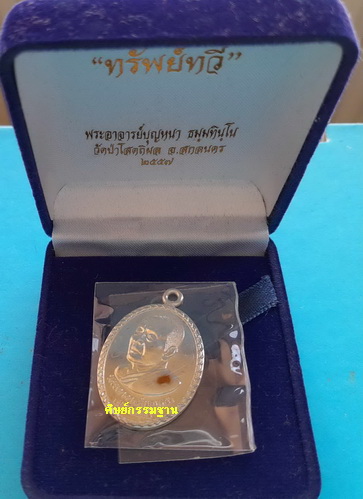 “ทรัพย์ทวี”
พระอาจารย์บุญหนา ธมฺมทินฺโน
วัดป่าโสตถิผล จ.สกลนคร
๒๕๕๗
ศิษย์กรรมฐาน